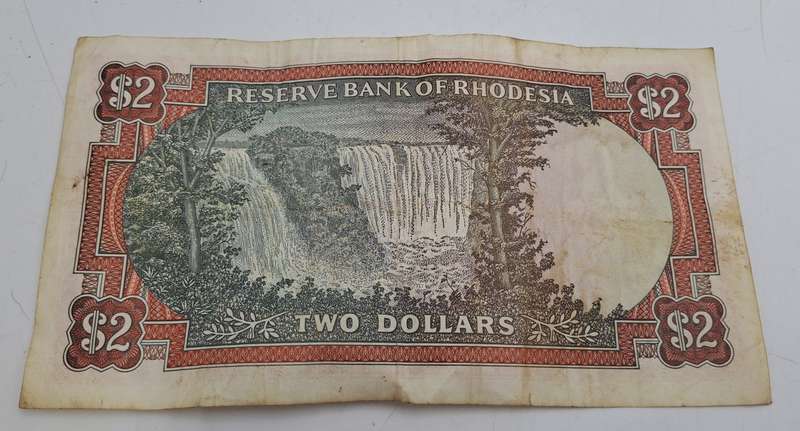 $2 $2
RESERVE BANK OF RHODESIA
$2 TWO DOLLARS $2